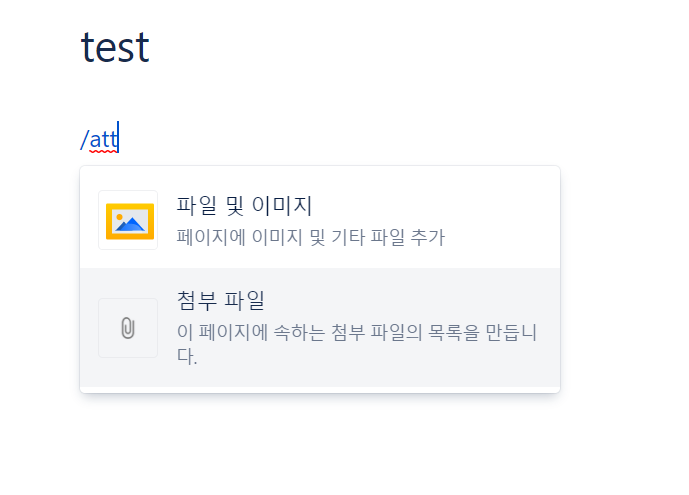 test
/att
파일 및 이미지
페이지에 이미지 및 기타 파일 추가
첨부 파일
이 페이지에 속하는 첨부 파일의 목록을 만듭니
다.